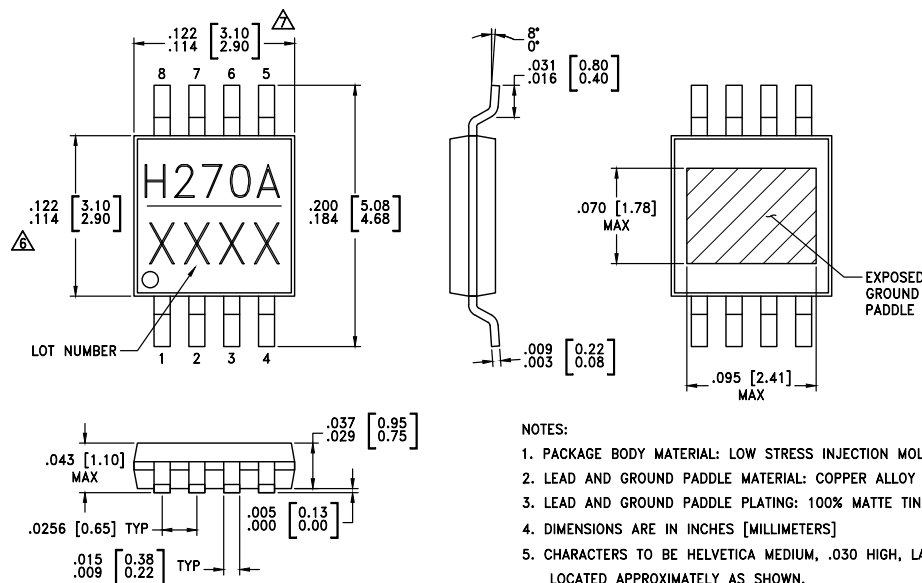 .122 [3.10] 7
.114 [2.90]
8 7 6 5
H270A
XXXX
.122 [3.10]
.114 [2.90]
6
.200 [5.08]
.184 [4.68]
LOT NUMBER
1 2 3 4
8°
0°
.031 [0.80]
.016 [0.40]
.009 [0.22]
.003 [0.08]
.070 [1.78]
MAX
EXPOSED
GROUND
PADDLE
.095 [2.41]
MAX
.043 [1.10]
MAX
.037 [0.95]
.029 [0.75]
.005 [0.13]
.000 [0.00]
.0256 [0.65] TYP
.015 [0.38] TYP
.009 [0.22]
NOTES:
1. PACKAGE BODY MATERIAL: LOW STRESS INJECTION MOL
2. LEAD AND GROUND PADDLE MATERIAL: COPPER ALLOY
3. LEAD AND GROUND PADDLE PLATING: 100% MATTE TIN
4. DIMENSIONS ARE IN INCHES [MILLIMETERS]
5. CHARACTERS TO BE HELVETICA MEDIUM, .030 HIGH, LA
LOCATED APPROXIMATELY AS SHOWN.